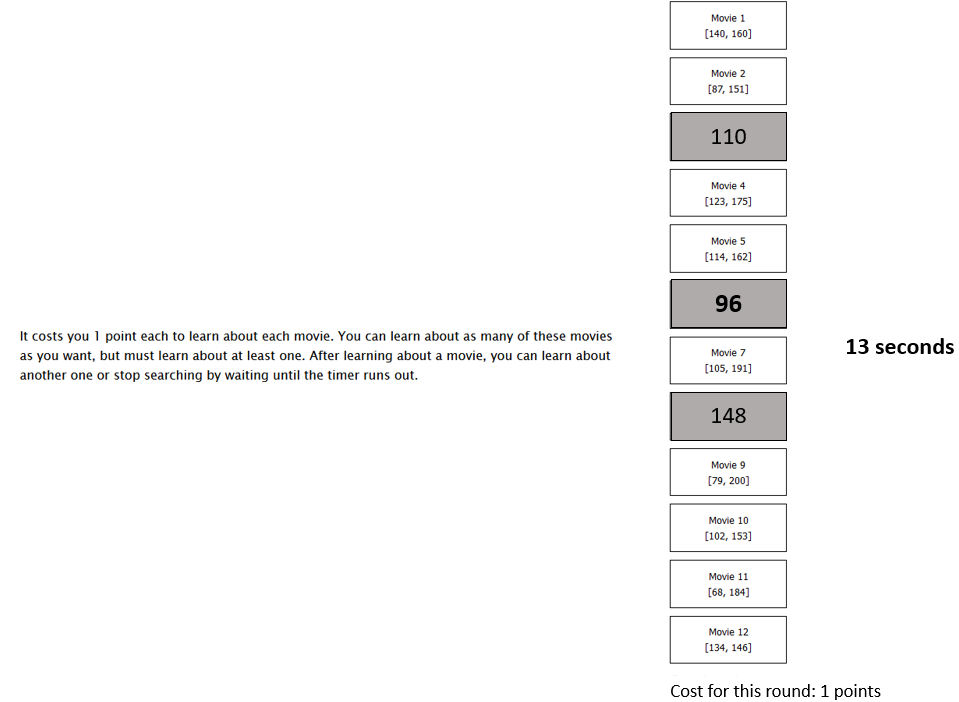 Movie 1
[140, 160]
Movie 2
[87, 151]
110
Movie 4
[123, 175]
Movie 5
[114, 162]
96
It costs you 1 point each to learn about each movie. You can learn about as many of these movies
as you want, but must learn about at least one. After learning about a movie, you can learn about
another one or stop searching by waiting until the timer runs out.
13 seconds
Movie 7
[105, 191]
148
Movie 9
[79, 200]
Movie 10
[102, 153]
Movie 11
[68, 184]
Movie 12
[134, 146]
Cost for this round: 1 points